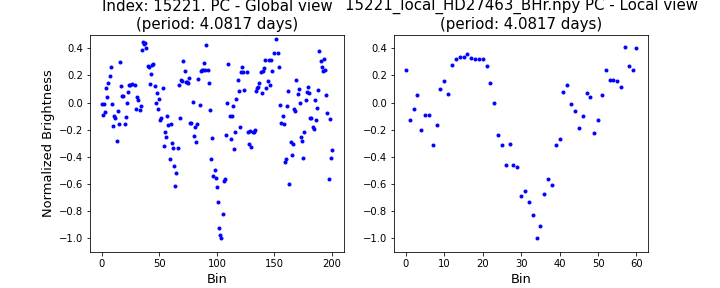 Index: 15221. PC - Global view
(period: 4.0817 days)
15221_local_HD27463_BHr.npy PC - Local view
(period: 4.0817 days)
Normalized Brightness
0.4
0.2
0.0
−0.2
−0.4
−0.6
−0.8
−1.0
0 50 100 150 200
Bin
0.4
0.2
0.0
−0.2
−0.4
−0.6
−0.8
−1.0
0 10 20 30 40 50 60
Bin